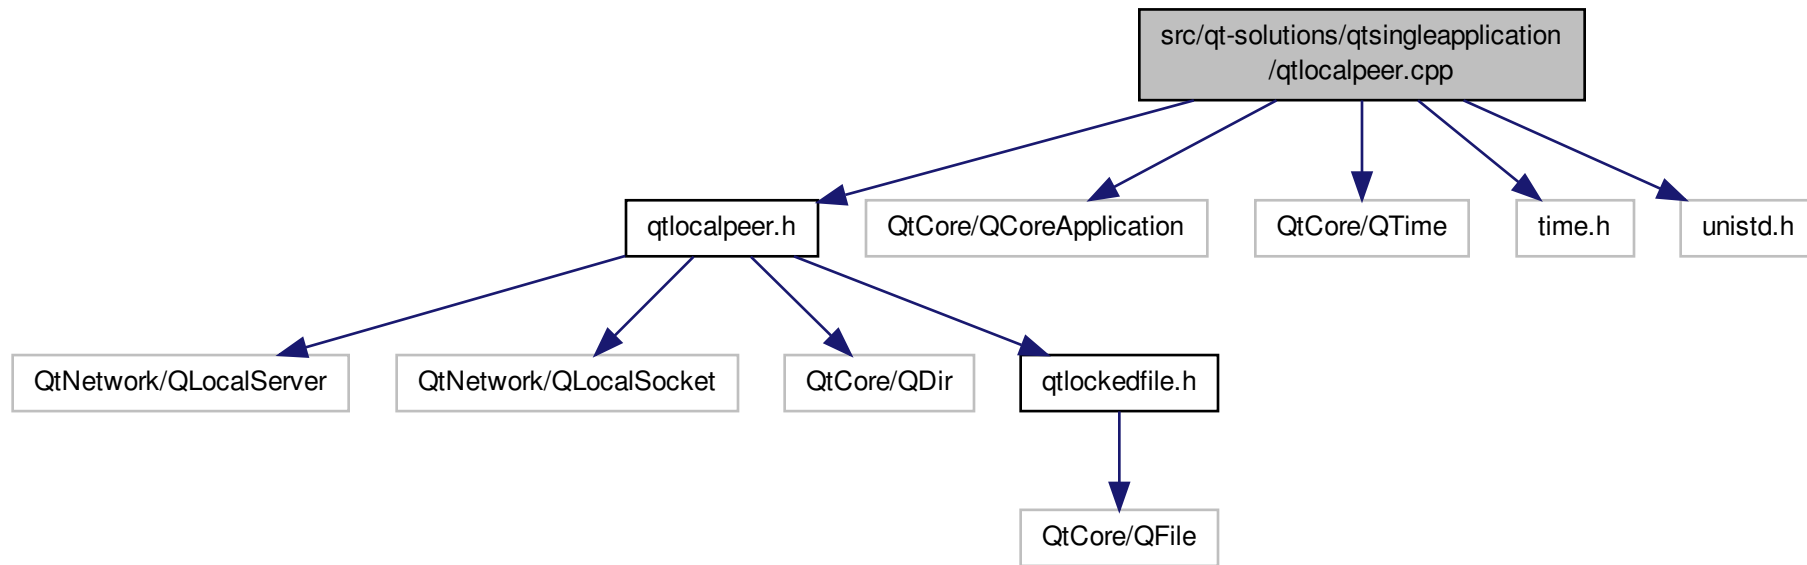 src/qt-solutions/qtsingleapplication
/qtlocalpeer.cpp
qtlocalpeer.h
QtCore/QCoreApplication
QtCore/QTime
time.h
unistd.h
QtNetwork/QLocalServer
QtNetwork/QLocalSocket
QtCore/QDir
qtlockedfile.h
QtCore/QFile